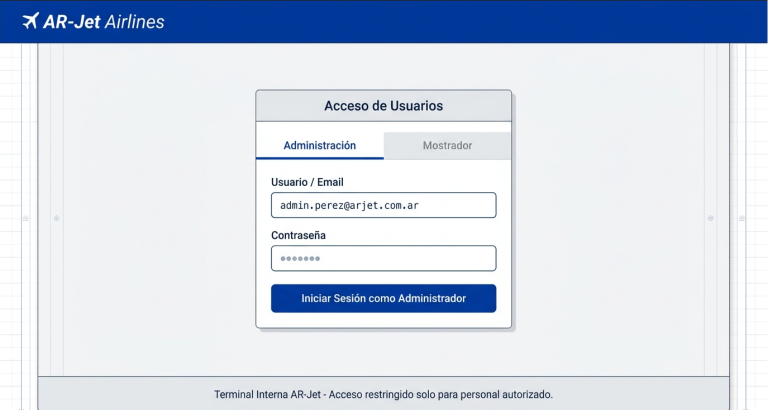 AR-Jet Airlines
Acceso de Usuarios
Administración
Mostrador
Usuario / Email
admin.perez@arjet.com.ar
Contraseña
Iniciar Sesión como Administrador
Terminal Interna AR-Jet - Acceso restringido solo para personal autorizado.